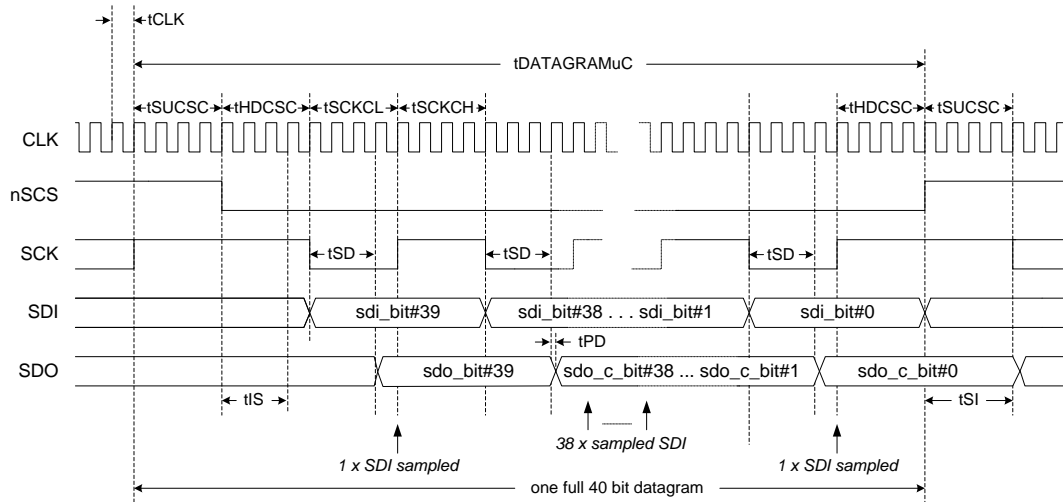 tCLK
tDATAGRAMuC
tSUCSC tHDCSC tSCKCL tSCKCH tHDCSC tSUCSC
CLK
nSCS
SCK tSD tSD tSD
SDI sdi_bit#39 sdi_bit#38 . . . sdi_bit#1 sdi_bit#0
tPD
SDO sdo_bit#39 sdo_c_bit#38 ... sdo_c_bit#1 sdo_c_bit#0
tIS tSI
1 x SDI sampled 38 x sampled SDI 1 x SDI sampled
one full 40 bit datagram